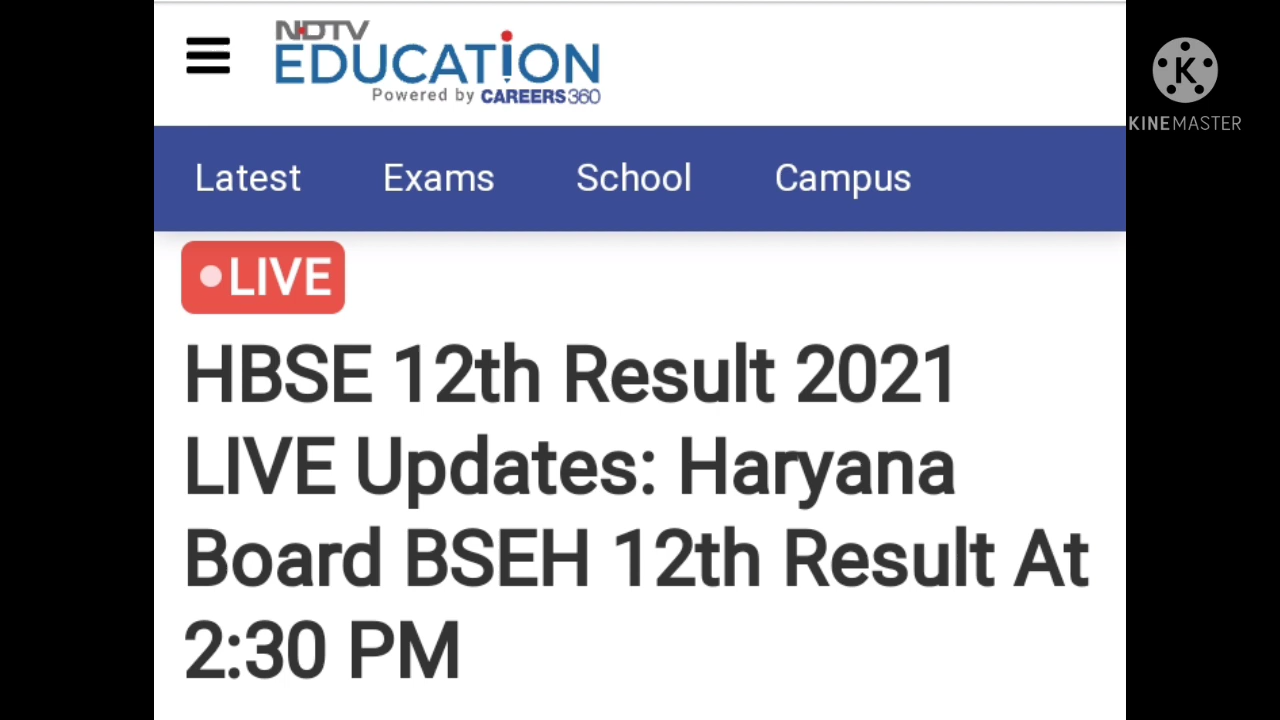 NDTV
EDUCATION
Powered by CAREERS360
K
KINEMASTER
Latest Exams School Campus
LIVE
HBSE 12th Result 2021
LIVE Updates: Haryana
Board BSEH 12th Result At
2:30 PM